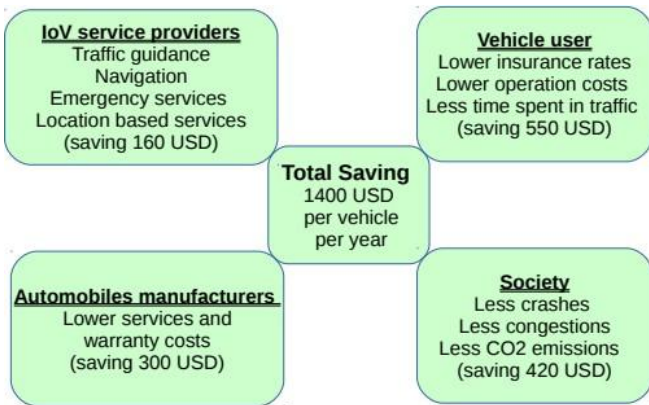 IoV service providers
Traffic guidance
Navigation
Emergency services
Location based services
(saving 160 USD)
Vehicle user
Lower insurance rates
Lower operation costs
Less time spent in traffic
(saving 550 USD)
Total Saving
1400 USD
per vehicle
per year
Automobiles manufacturers
Lower services and
warranty costs
(saving 300 USD)
Society
Less crashes
Less congestions
Less CO2 emissions
(saving 420 USD)